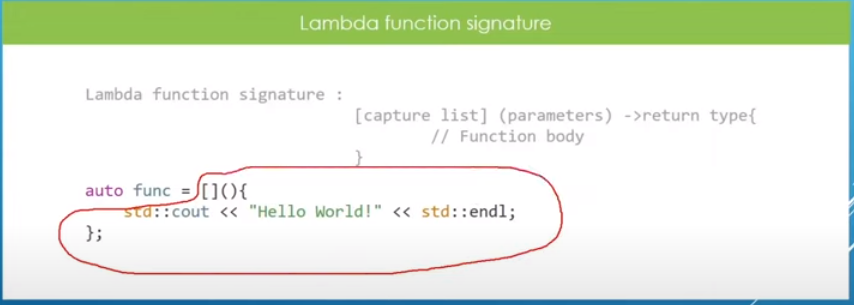 Lambda function signature
Lambda function signature :
[capture list] (parameters) ->return type{
// Function body
}
auto func = [](){
std::cout << "Hello World!" << std::endl;
};